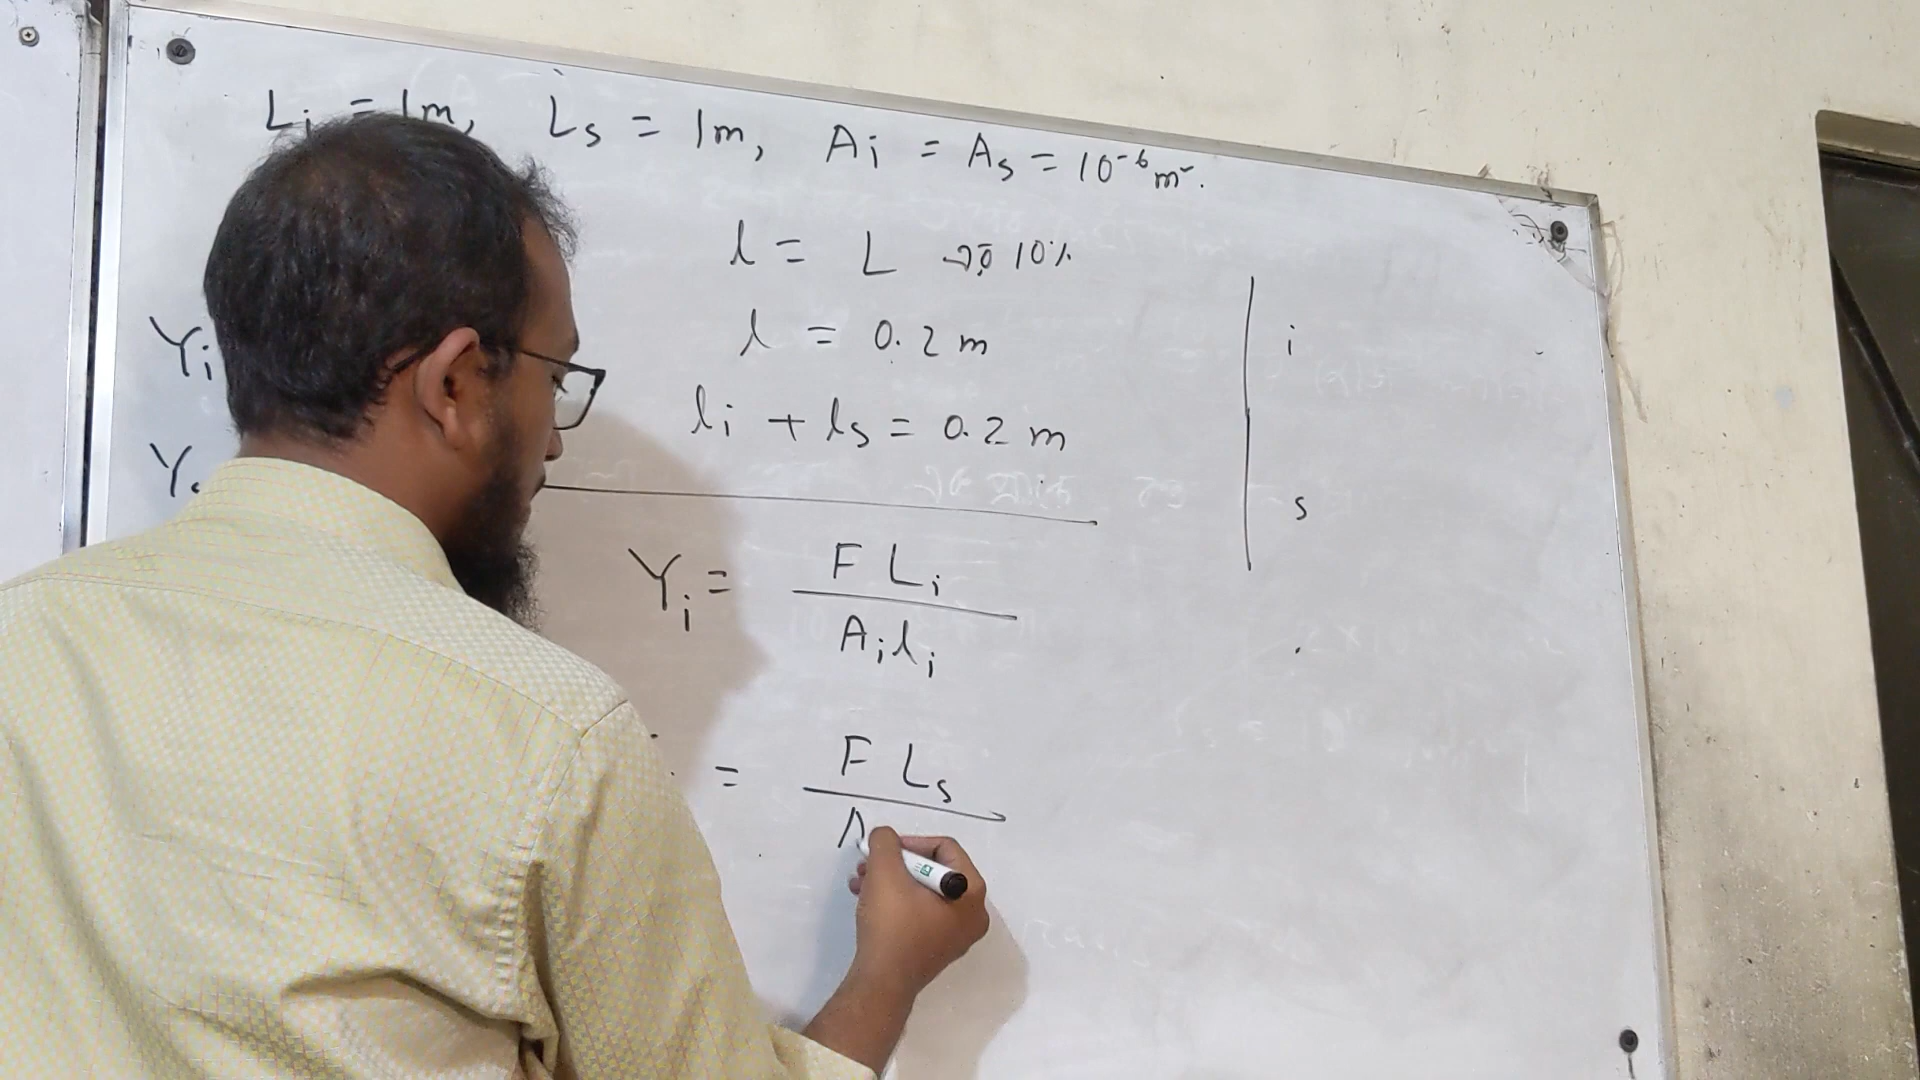 Li = 1m, Ls = 1m, Ai = As = 10⁻⁶ m².
l = L এর 10%
l = 0.2 m
Yi
li + ls = 0.2 m
i
s
Yi = F Li / Ai li
= F Ls / A